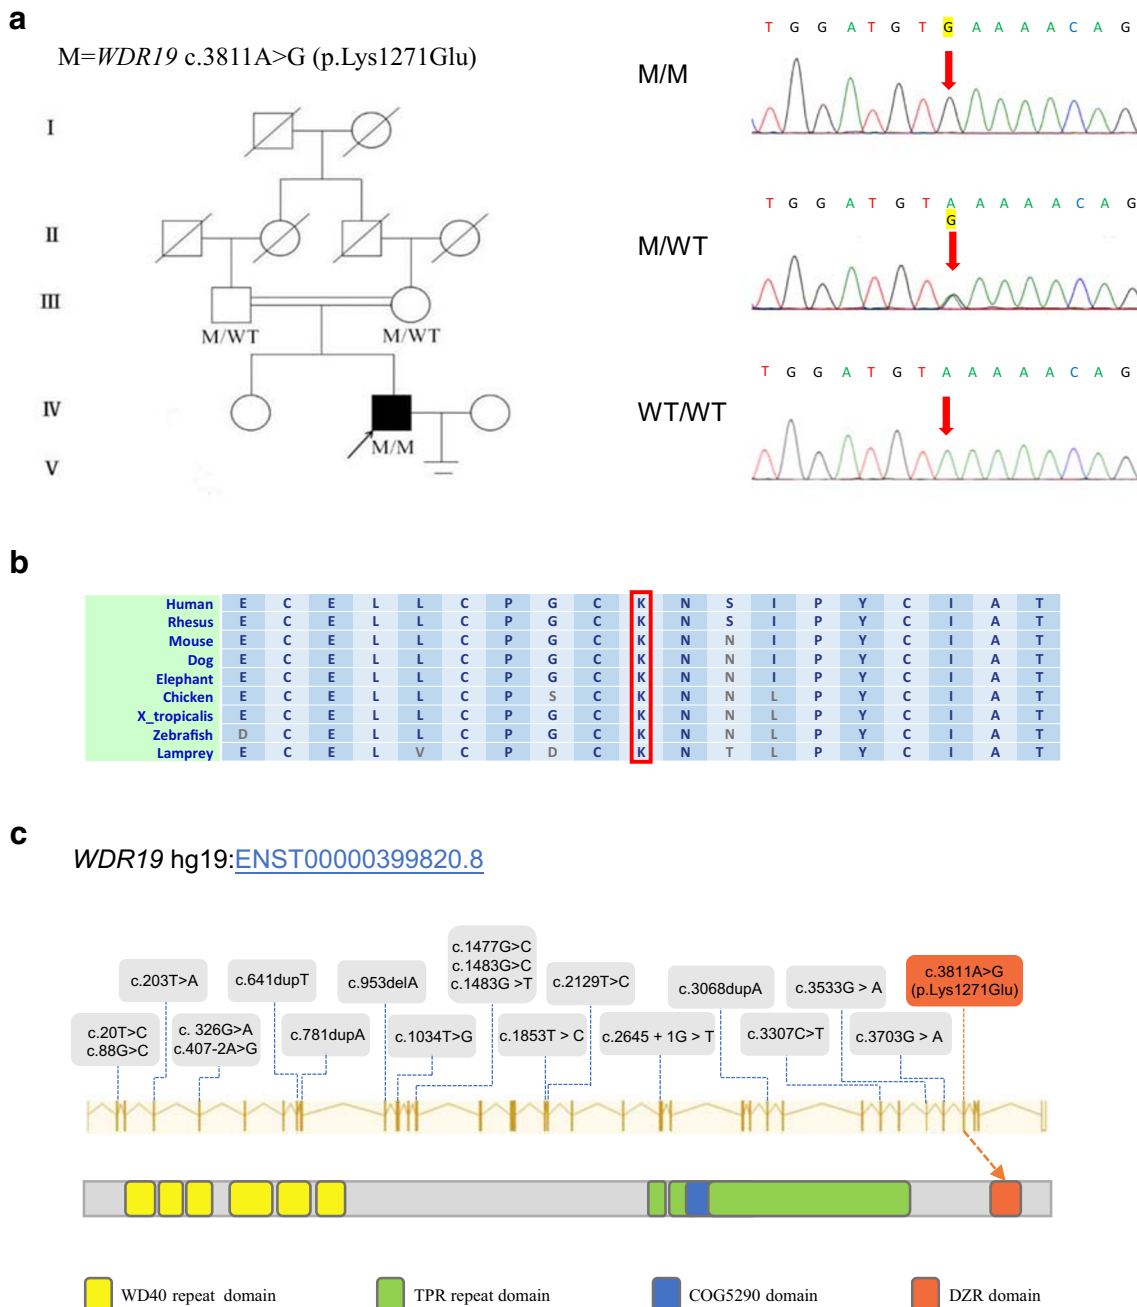 a
M=WDR19 c.3811A>G (p.Lys1271Glu)
I
II
III
IV
V
M/WT M/WT
M/M
M/M
T G G A T G T G A A A A C A G
M/WT
T G G A T G T A A A A A C A G
G
WT/WT
T G G A T G T A A A A A C A G
b
Human E C E L L C P G C K N S I P Y C I A T
Rhesus E C E L L C P G C K N S I P Y C I A T
Mouse E C E L L C P G C K N N I P Y C I A T
Dog E C E L L C P G C K N N I P Y C I A T
Elephant E C E L L C P G C K N N I P Y C I A T
Chicken E C E L L C P S C K N N L P Y C I A T
X_tropicalis E C E L L C P G C K N N L P Y C I A T
Zebrafish D C E L L C P G C K N N L P Y C I A T
Lamprey E C E L V C P D C K N T L P Y C I A T
c
WDR19 hg19:ENST00000399820.8
c.20T>C
c.88G>C
c.203T>A
c. 326G>A
c.407-2A>G
c.641dupT
c.781dupA
c.953delA
c.1034T>G
c.1477G>C
c.1483G>C
c.1483G >T
c.1853T > C
c.2129T>C
c.2645 + 1G > T
c.3068dupA
c.3307C>T
c.3533G > A
c.3703G > A
c.3811A>G
(p.Lys1271Glu)
WD40 repeat domain
TPR repeat domain
COG5290 domain
DZR domain